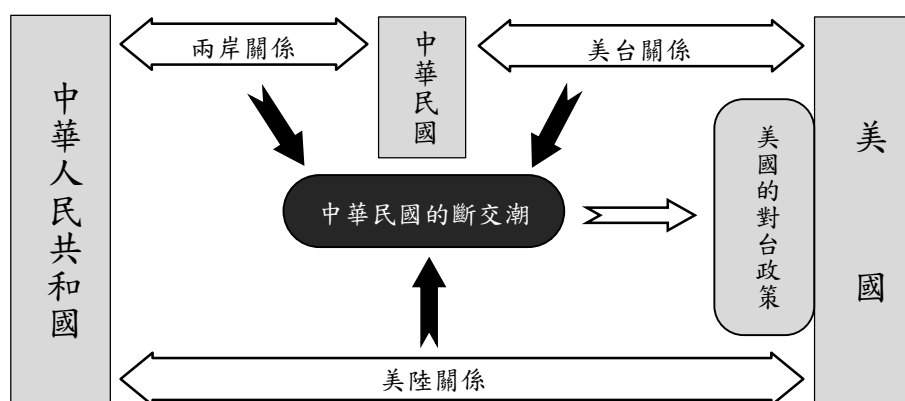 兩岸關係
中華民國
美台關係
中華人民共和國
美國
美國的對台政策
中華民國的斷交潮
美陸關係